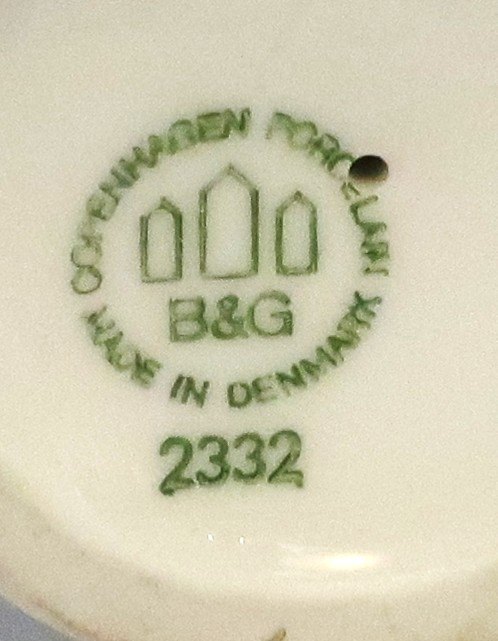 COPENHAGEN PORCELAIN
B&G
MADE IN DENMARK
2332